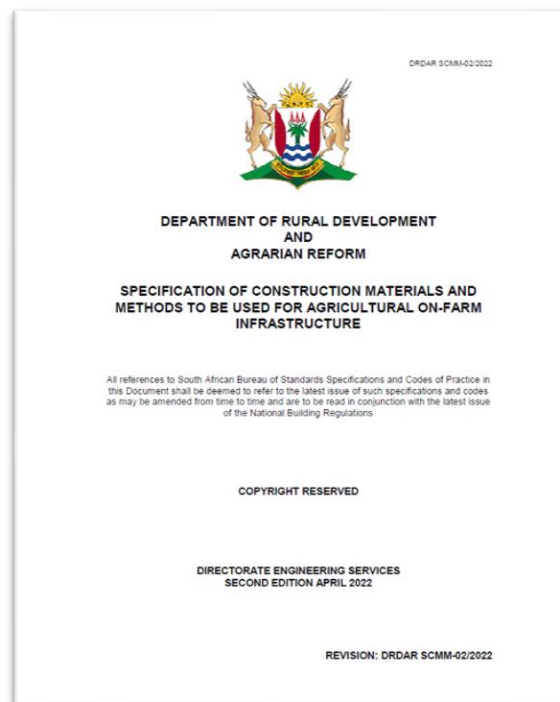 DRDAR SCMM-02/2022
DEPARTMENT OF RURAL DEVELOPMENT
AND
AGRARIAN REFORM
SPECIFICATION OF CONSTRUCTION MATERIALS AND
METHODS TO BE USED FOR AGRICULTURAL ON-FARM
INFRASTRUCTURE
All references to South African Bureau of Standards Specifications and Codes of Practice in
this Document shall be deemed to refer to the latest issue of such specifications and codes
as may be amended from time to time and are to be read in conjunction with the latest issue
of the National Building Regulations
COPYRIGHT RESERVED
DIRECTORATE ENGINEERING SERVICES
SECOND EDITION APRIL 2022
REVISION: DRDAR SCMM-02/2022